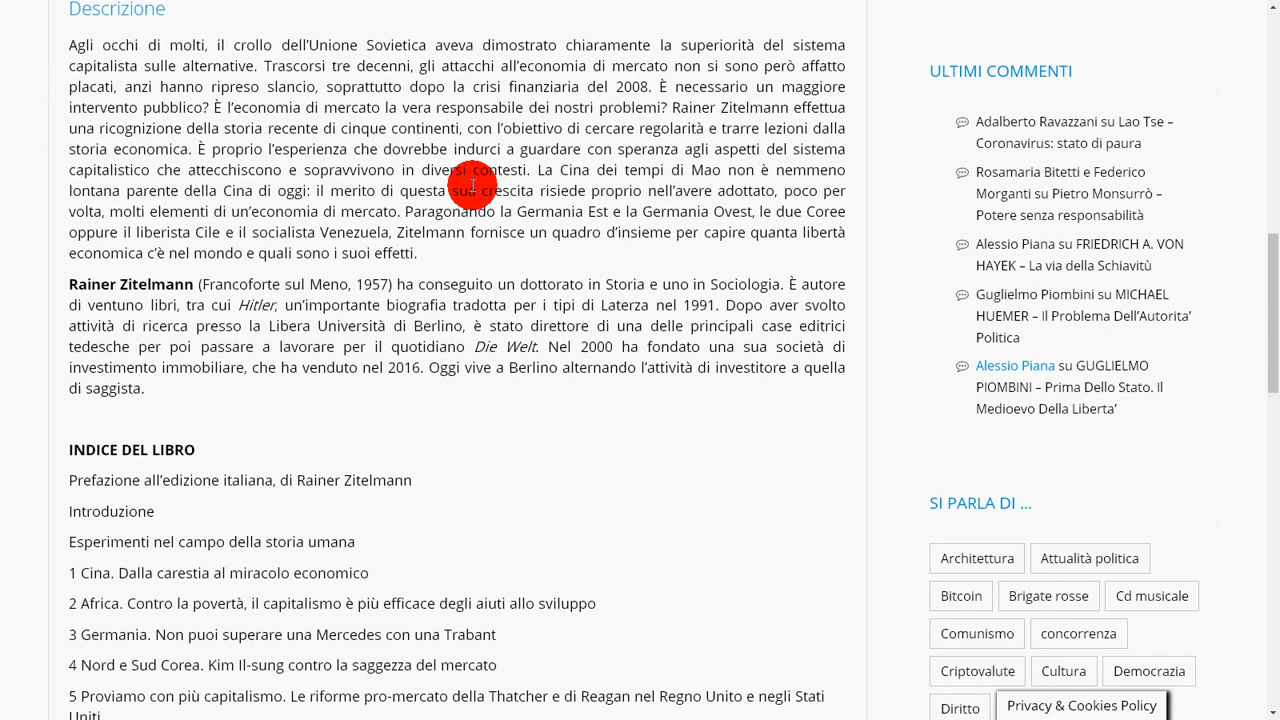 Descrizione
Agli occhi di molti, il crollo dell'Unione Sovietica aveva dimostrato chiaramente la superiorità del sistema
capitalista sulle alternative. Trascorsi tre decenni, gli attacchi all'economia di mercato non si sono però affatto
placati, anzi hanno ripreso slancio, soprattutto dopo la crisi finanziaria del 2008. È necessario un maggiore
intervento pubblico? È l'economia di mercato la vera responsabile dei nostri problemi? Rainer Zitelmann effettua
una ricognizione della storia recente di cinque continenti, con l'obiettivo di cercare regolarità e trarre lezioni dalla
storia economica. È proprio l'esperienza che dovrebbe indurci a guardare con speranza agli aspetti del sistema
capitalistico che attecchiscono e sopravvivono in diversi contesti. La Cina dei tempi di Mao non è nemmeno
lontana parente della Cina di oggi: il merito di questa sua crescita risiede proprio nell'avere adottato, poco per
volta, molti elementi di un'economia di mercato. Paragonando la Germania Est e la Germania Ovest, le due Coree
oppure il liberista Cile e il socialista Venezuela, Zitelmann fornisce un quadro d'insieme per capire quanta libertà
economica c'è nel mondo e quali sono i suoi effetti.
Rainer Zitelmann (Francoforte sul Meno, 1957) ha conseguito un dottorato in Storia e uno in Sociologia. È autore
di ventuno libri, tra cui Hitler, un'importante biografia tradotta per i tipi di Laterza nel 1991. Dopo aver svolto
attività di ricerca presso la Libera Università di Berlino, è stato direttore di una delle principali case editrici
tedesche per poi passare a lavorare per il quotidiano Die Welt. Nel 2000 ha fondato una sua società di
investimento immobiliare, che ha venduto nel 2016. Oggi vive a Berlino alternando l'attività di investitore a quella
di saggista.
INDICE DEL LIBRO
Prefazione all'edizione italiana, di Rainer Zitelmann
Introduzione
Esperimenti nel campo della storia umana
1 Cina. Dalla carestia al miracolo economico
2 Africa. Contro la povertà, il capitalismo è più efficace degli aiuti allo sviluppo
3 Germania. Non puoi superare una Mercedes con una Trabant
4 Nord e Sud Corea. Kim Il-sung contro la saggezza del mercato
5 Proviamo con più capitalismo. Le riforme pro-mercato della Thatcher e di Reagan nel Regno Unito e negli Stati
Uniti
ULTIMI COMMENTI
Adalberto Ravazzani su Lao Tse –
Coronavirus: stato di paura
Rosamaria Bitetti e Federico
Morganti su Pietro Monsurrò –
Potere senza responsabilità
Alessio Piana su FRIEDRICH A. VON
HAYEK – La via della Schiavitù
Guglielmo Piombini su MICHAEL
HUEMER – Il Problema Dell'Autorita'
Politica
Alessio Piana su GUGLIELMO
PIOMBINI – Prima Dello Stato. Il
Medioevo Della Liberta'
SI PARLA DI ...
Architettura Attualità politica
Bitcoin Brigate rosse Cd musicale
Comunismo concorrenza
Criptovalute Cultura Democrazia
Diritto Privacy & Cookies Policy